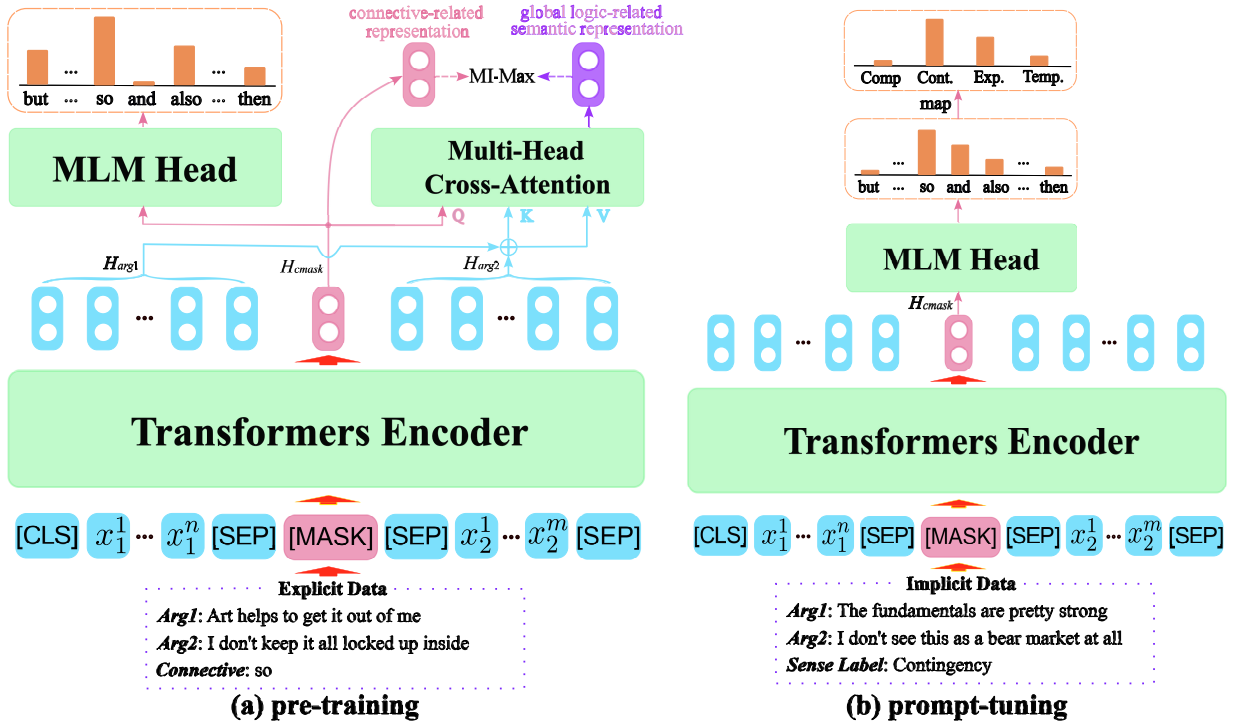 connective-related
representation
global logic-related
semantic representation
MI-Max
but ... so and also ... then
MLM Head
Multi-Head
Cross-Attention
Q K V
H_arg1 H_cmask H_arg2
... ...
Transformers Encoder
[CLS] x_1^1 ... x_1^n [SEP] [MASK] [SEP] x_2^1 ... x_2^m [SEP]
Explicit Data
Arg1: Art helps to get it out of me
Arg2: I don't keep it all locked up inside
Connective: so
(a) pre-training
Comp Cont. Exp. Temp.
map
but ... so and also ... then
MLM Head
H_cmask
... ...
Transformers Encoder
[CLS] x_1^1 ... x_1^n [SEP] [MASK] [SEP] x_2^1 ... x_2^m [SEP]
Implicit Data
Arg1: The fundamentals are pretty strong
Arg2: I don't see this as a bear market at all
Sense Label: Contingency
(b) prompt-tuning